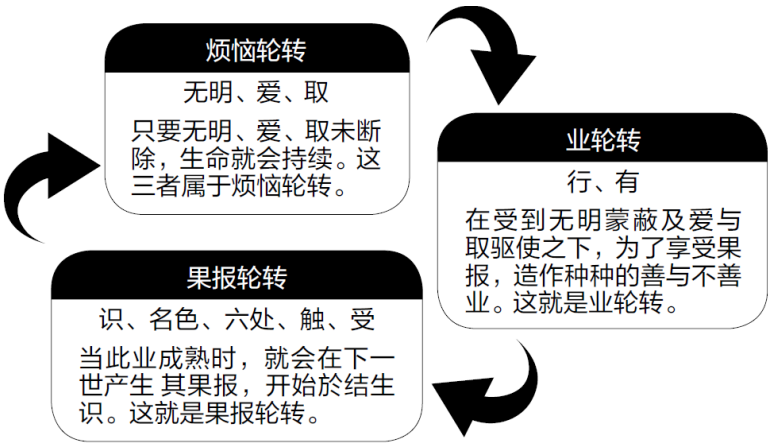 烦恼轮转
无明、爱、取
只要无明、爱、取未断
除，生命就会持续。这
三者属于烦恼轮转。
业轮转
行、有
在受到无明蒙蔽及爱与
取驱使之下，为了享受果
报，造作种种的善与不善
业。这就是业轮转。
果报轮转
识、名色、六处、触、受
当此业成熟时，就会在下一
世产生 其果报，开始於结生
识。这就是果报轮转。